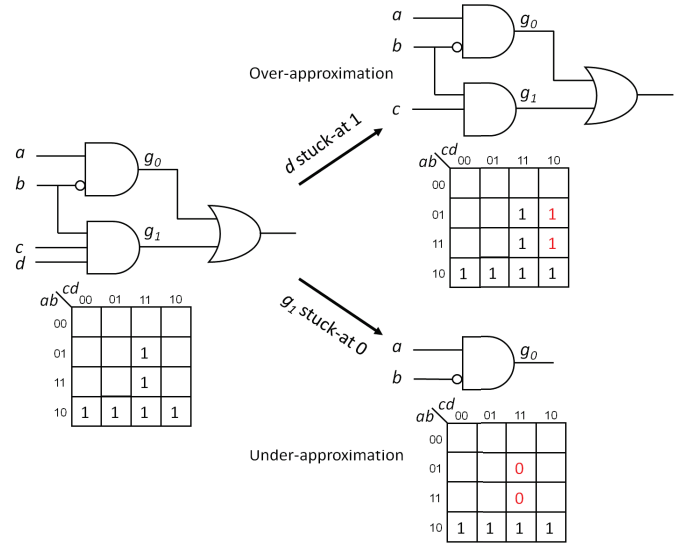 a
b
g0
c
g1
Over-approximation
d stuck-at 1
cd
ab 00 01 11 10
00
01 1 1
11 1 1
10 1 1 1 1
a
b
g0
c
d
g1
cd
ab 00 01 11 10
00
01 1
11 1
10 1 1 1 1
g1 stuck-at 0
a
b
g0
Under-approximation
cd
ab 00 01 11 10
00
01 0
11 0
10 1 1 1 1